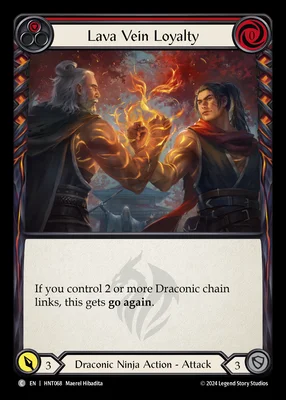 Lava Vein Loyalty
0
If you control 2 or more Draconic chain
links, this gets go again.
3
Draconic Ninja Action - Attack
3
C EN | HNT068 Maerel Hibadita
© 2024 Legend Story Studios